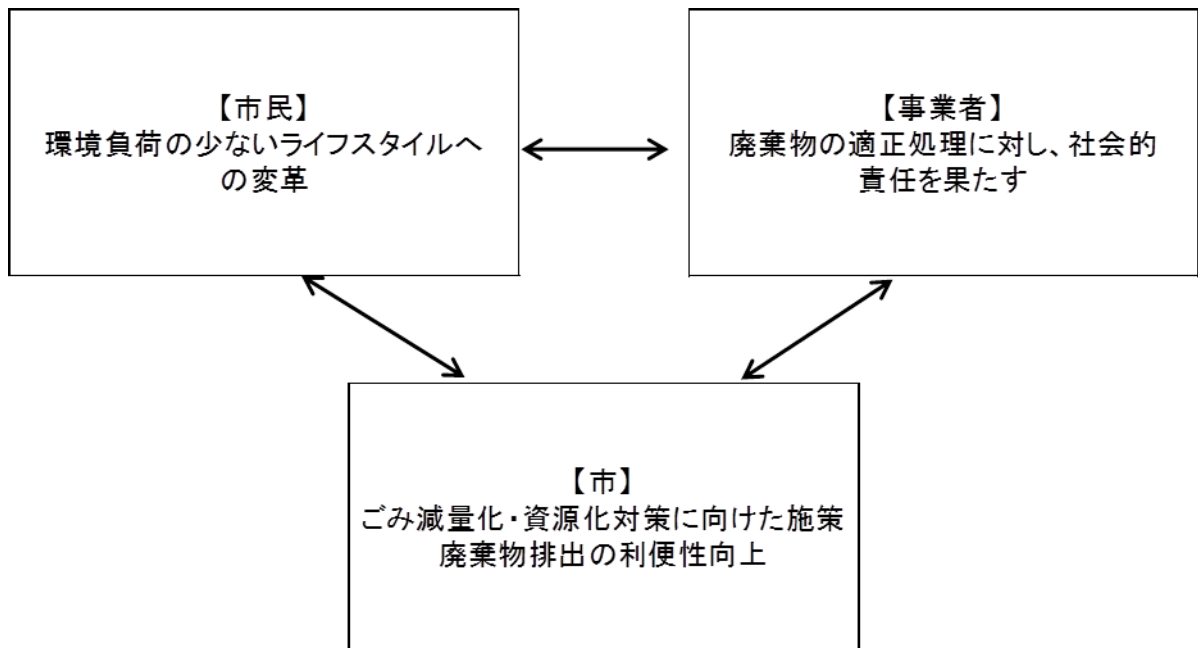 【市民】
環境負荷の少ないライフスタイルへ
の変革
【事業者】
廃棄物の適正処理に対し、社会的
責任を果たす
【市】
ごみ減量化・資源化対策に向けた施策
廃棄物排出の利便性向上